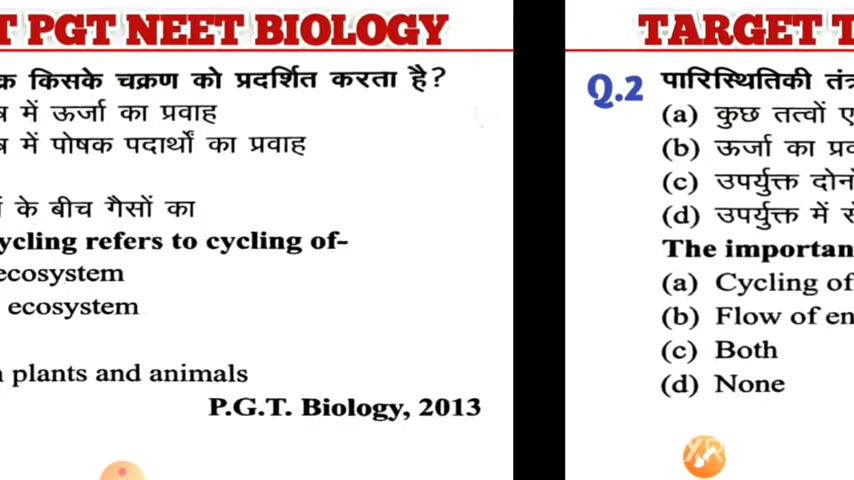 T PGT NEET BIOLOGY
किसके चक्रण को प्रदर्शित करता है?
में ऊर्जा का प्रवाह
में पोषक पदार्थों का प्रवाह
के बीच गैसों का
ycling refers to cycling of-
ecosystem
ecosystem
plants and animals
P.G.T. Biology, 2013
TARGET T
Q.2 पारिस्थितिकी
(a) कुछ तत्वों
(b) ऊर्जा का
(c) उपर्युक्त
(d) उपर्युक्त में
The importan
(a) Cycling of
(b) Flow of en
(c) Both
(d) None